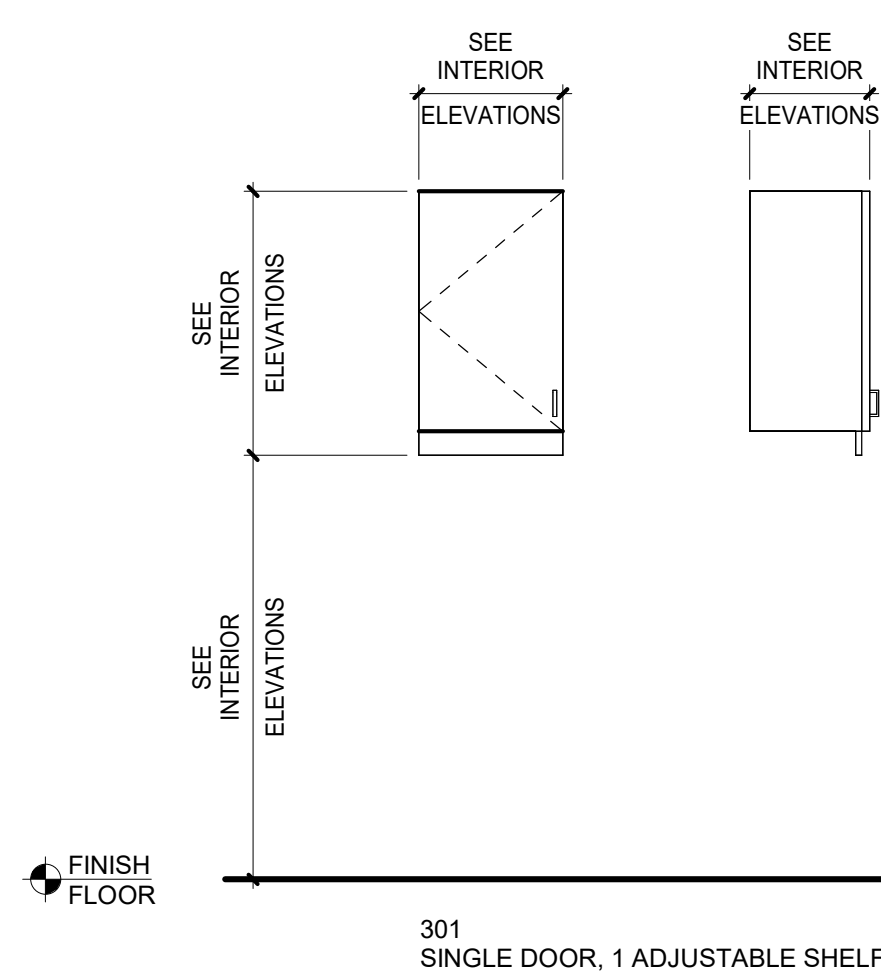 SEE
INTERIOR
ELEVATIONS
SEE
INTERIOR
ELEVATIONS
SEE
INTERIOR
ELEVATIONS
SEE
INTERIOR
ELEVATIONS
FINISH
FLOOR
301
SINGLE DOOR, 1 ADJUSTABLE SHELF